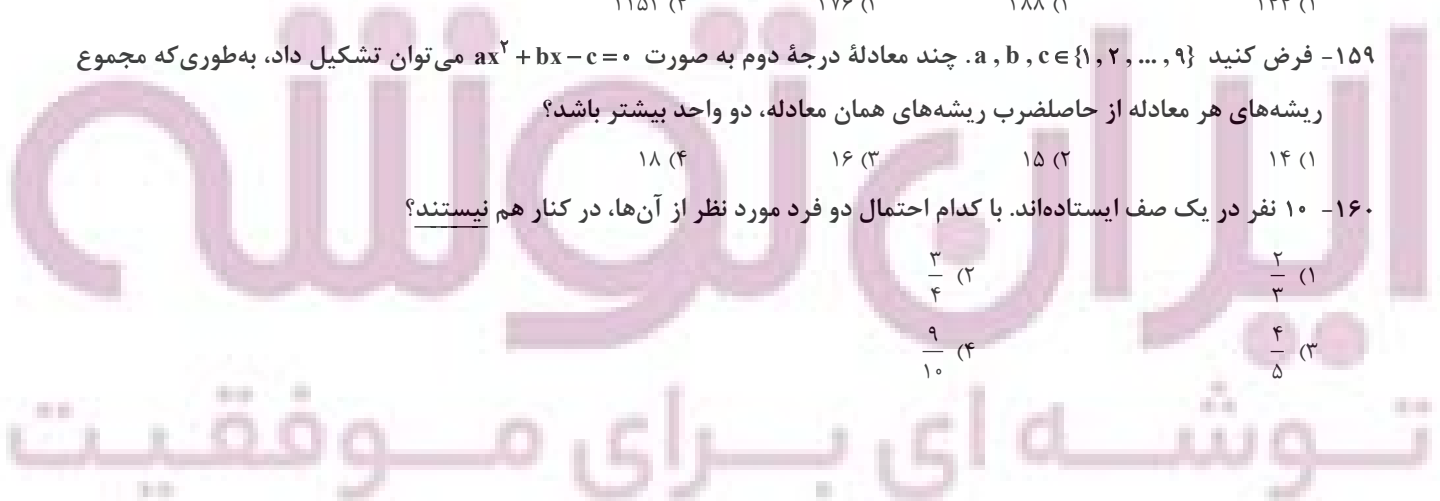 ۱۵۹- فرض کنید a , b , c ∈ {۱ , ۲ , ... , ۹}. چند معادلهٔ درجهٔ دوم به صورت ax۲ + bx − c = ۰ می‌توان تشکیل داد، به‌طوری‌که مجموع
ریشه‌های هر معادله از حاصلضرب ریشه‌های همان معادله، دو واحد بیشتر باشد؟
۱) ۱۴ ۲) ۱۵ ۳) ۱۶ ۴) ۱۸
۱۶۰- ۱۰ نفر در یک صف ایستاده‌اند. با کدام احتمال دو فرد مورد نظر از آن‌ها، در کنار هم نیستند؟
۱) ۲/۳ ۲) ۳/۴
۳) ۴/۵ ۴) ۹/۱۰
ایران توشه
توشه ای برای موفقیت